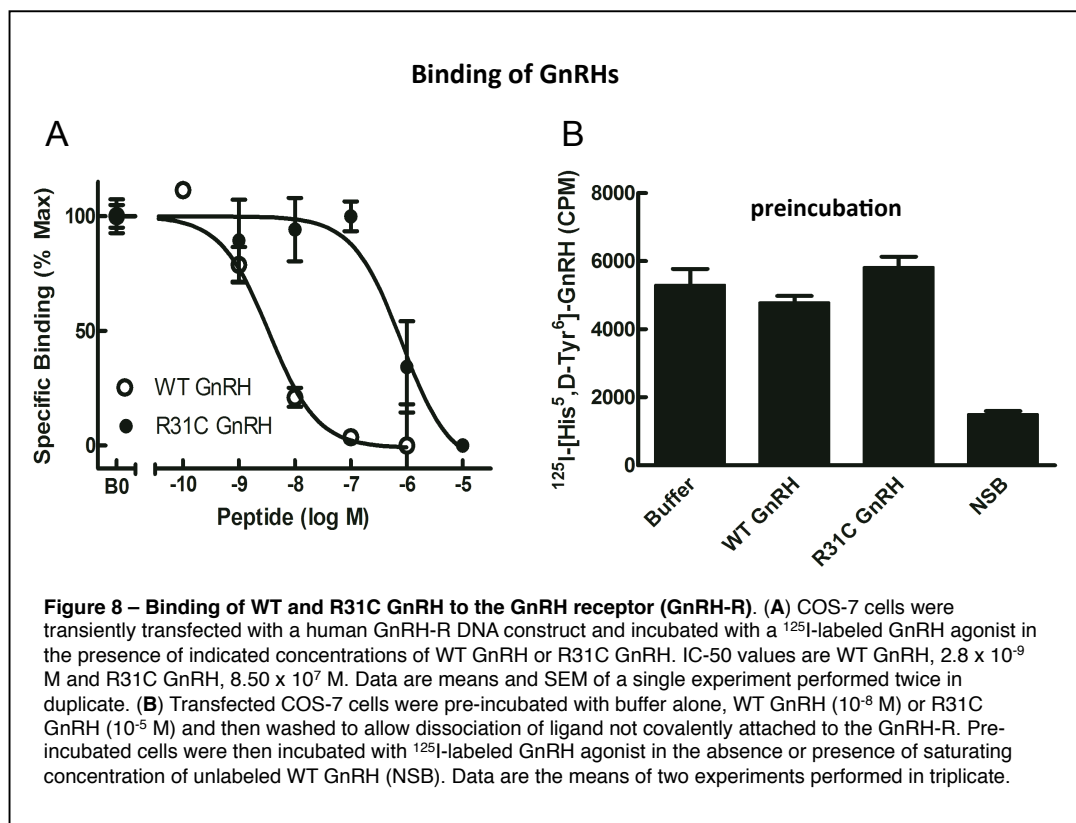 Binding of GnRHs
A
B
Specific Binding (% Max)
100
50
0
WT GnRH
R31C GnRH
B0
-10
-9
-8
-7
-6
-5
Peptide (log M)
preincubation
¹²⁵I-[His⁵,D-Tyr⁶]-GnRH (CPM)
8000
6000
4000
2000
0
Buffer
WT GnRH
R31C GnRH
NSB
Figure 8 – Binding of WT and R31C GnRH to the GnRH receptor (GnRH-R). (A) COS-7 cells were
transiently transfected with a human GnRH-R DNA construct and incubated with a ¹²⁵I-labeled GnRH agonist in
the presence of indicated concentrations of WT GnRH or R31C GnRH. IC-50 values are WT GnRH, 2.8 x 10⁻⁹
M and R31C GnRH, 8.50 x 10⁷ M. Data are means and SEM of a single experiment performed twice in
duplicate. (B) Transfected COS-7 cells were pre-incubated with buffer alone, WT GnRH (10⁻⁸ M) or R31C
GnRH (10⁻⁵ M) and then washed to allow dissociation of ligand not covalently attached to the GnRH-R. Pre-
incubated cells were then incubated with ¹²⁵I-labeled GnRH agonist in the absence or presence of saturating
concentration of unlabeled WT GnRH (NSB). Data are the means of two experiments performed in triplicate.